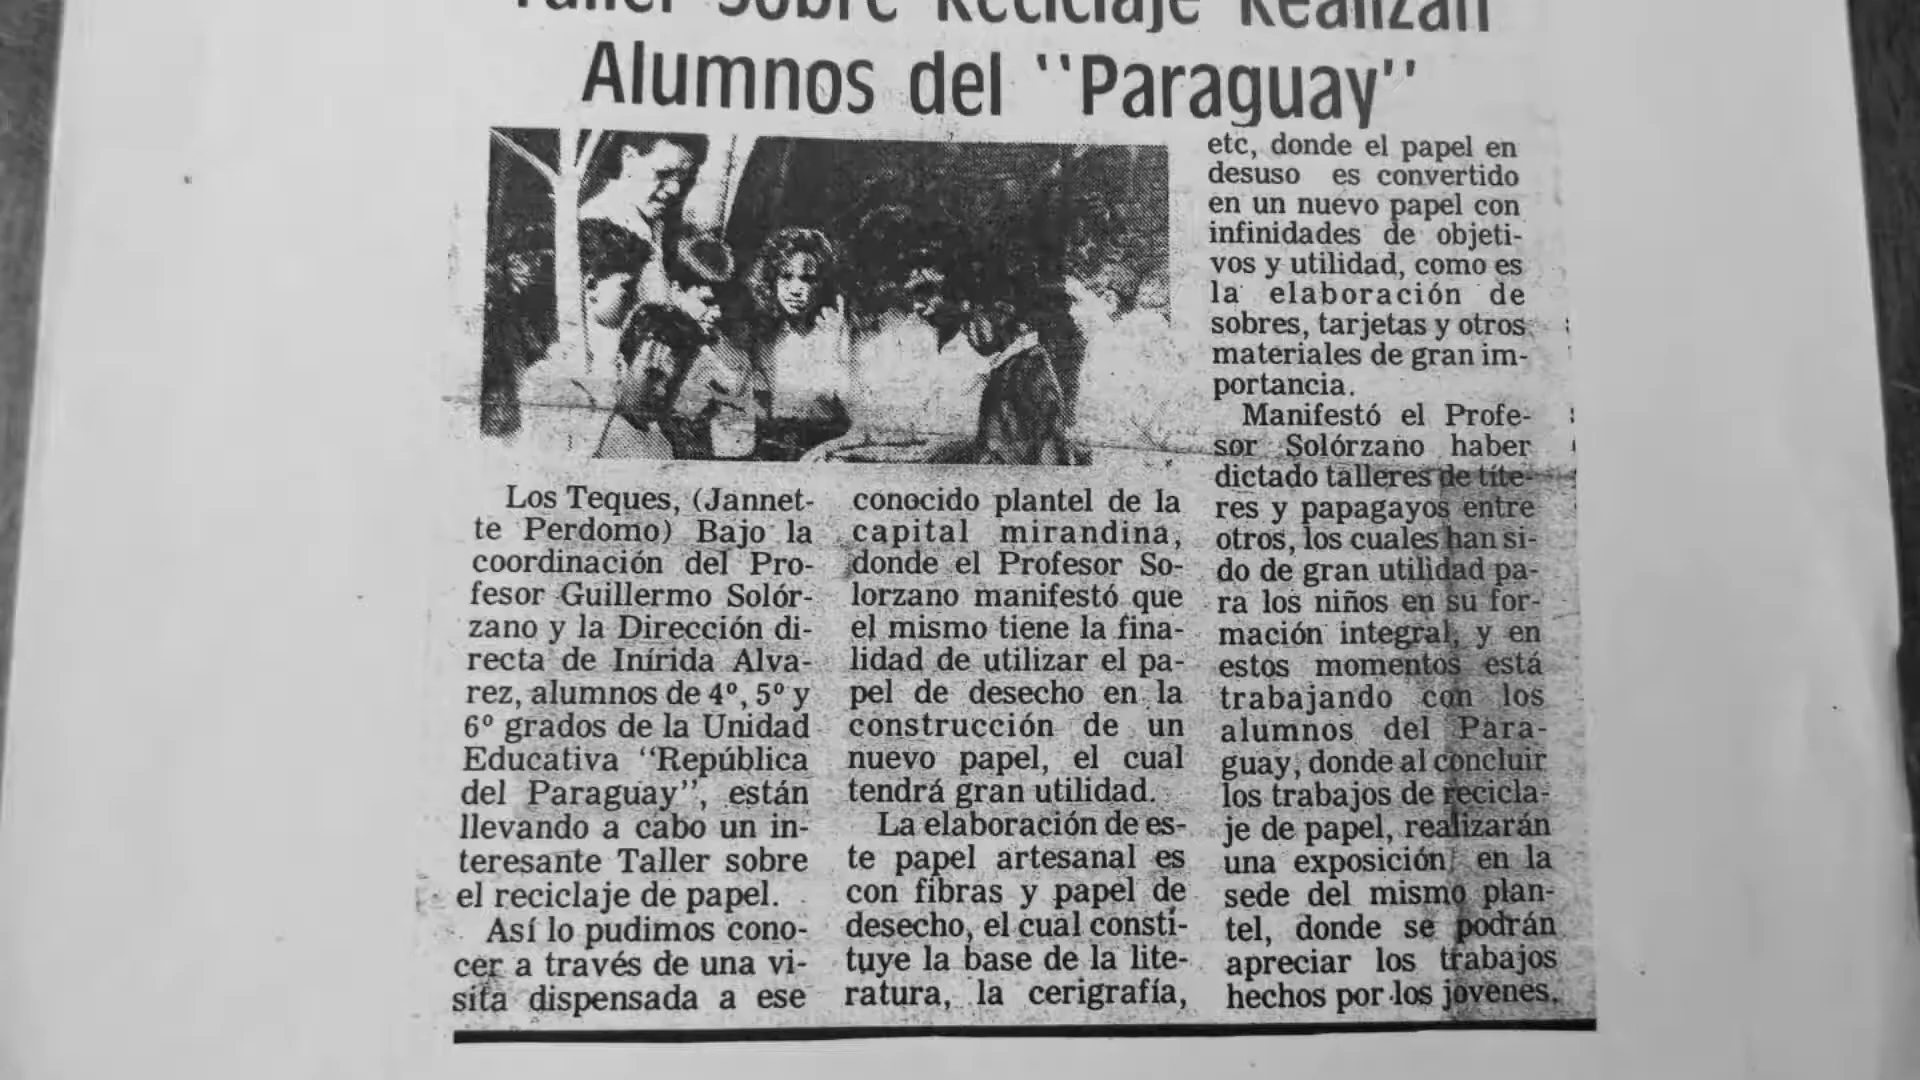 Taller Sobre Reciclaje Realizan
Alumnos del "Paraguay"
Los Teques, (Jannet-
te Perdomo) Bajo la
coordinación del Pro-
fesor Guillermo Solór-
zano y la Dirección di-
recta de Inírida Alva-
rez, alumnos de 4º, 5º y
6º grados de la Unidad
Educativa "República
del Paraguay", están
llevando a cabo un in-
teresante Taller sobre
el reciclaje de papel.
Así lo pudimos cono-
cer a través de una vi-
sita dispensada a ese
conocido plantel de la
capital mirandina,
donde el Profesor So-
lorzano manifestó que
el mismo tiene la fina-
lidad de utilizar el pa-
pel de desecho en la
construcción de un
nuevo papel, el cual
tendrá gran utilidad.
La elaboración de es-
te papel artesanal es
con fibras y papel de
desecho, el cual consti-
tuye la base de la lite-
ratura, la cerigrafía,
etc, donde el papel en
desuso es convertido
en un nuevo papel con
infinidades de objeti-
vos y utilidad, como es
la elaboración de
sobres, tarjetas y otros
materiales de gran im-
portancia.
Manifestó el Profe-
sor Solórzano haber
dictado talleres de títe-
res y papagayos entre
otros, los cuales han si-
do de gran utilidad pa-
ra los niños en su for-
mación integral, y en
estos momentos está
trabajando con los
alumnos del Para-
guay, donde al concluir
los trabajos de recicla-
je de papel, realizarán
una exposición en la
sede del mismo plan-
tel, donde se podrán
apreciar los trabajos
hechos por los jóvenes.